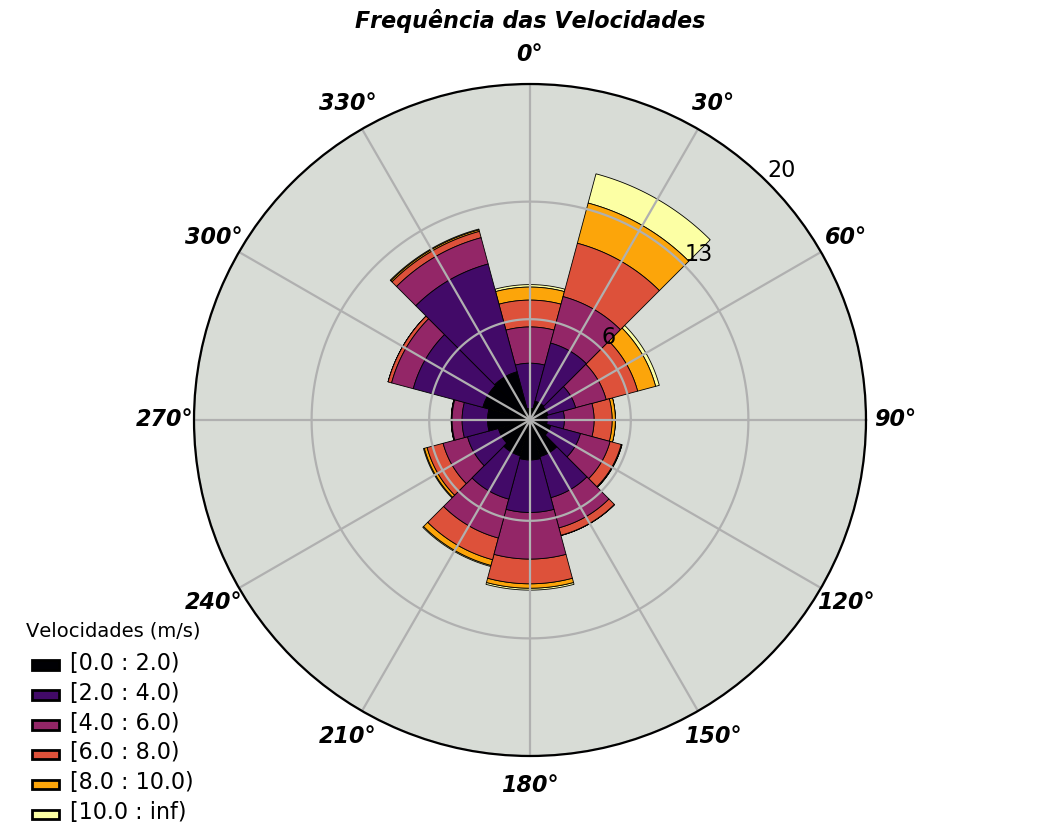 Frequência das Velocidades
0°
330°
30°
20
300°
60°
13
6
270°
90°
240°
120°
210°
150°
180°
Velocidades (m/s)
[0.0 : 2.0)
[2.0 : 4.0)
[4.0 : 6.0)
[6.0 : 8.0)
[8.0 : 10.0)
[10.0 : inf)